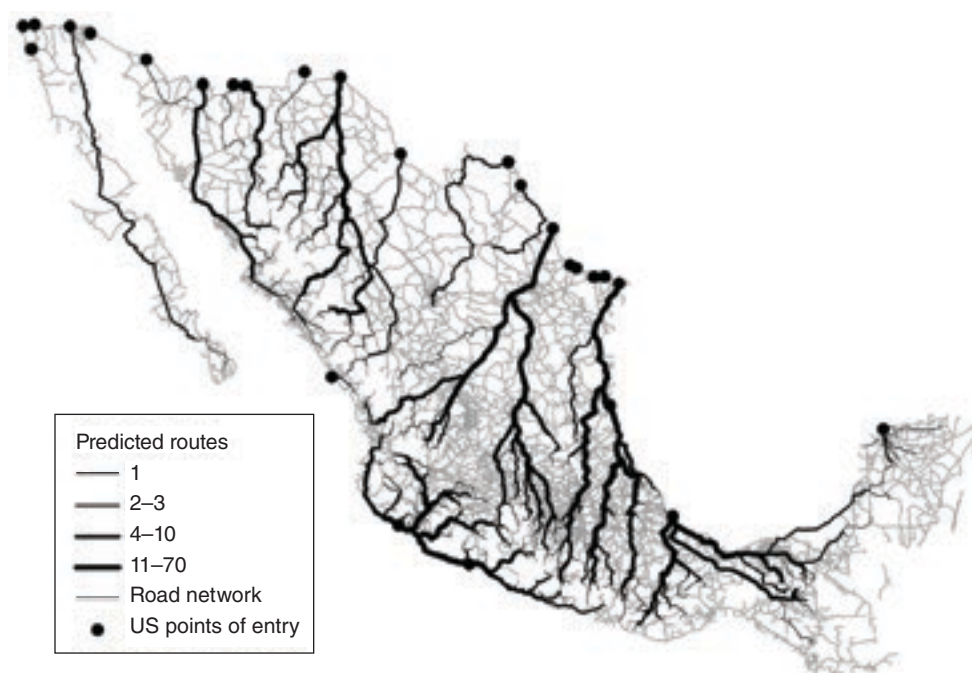 Predicted routes
1
2–3
4–10
11–70
Road network
US points of entry